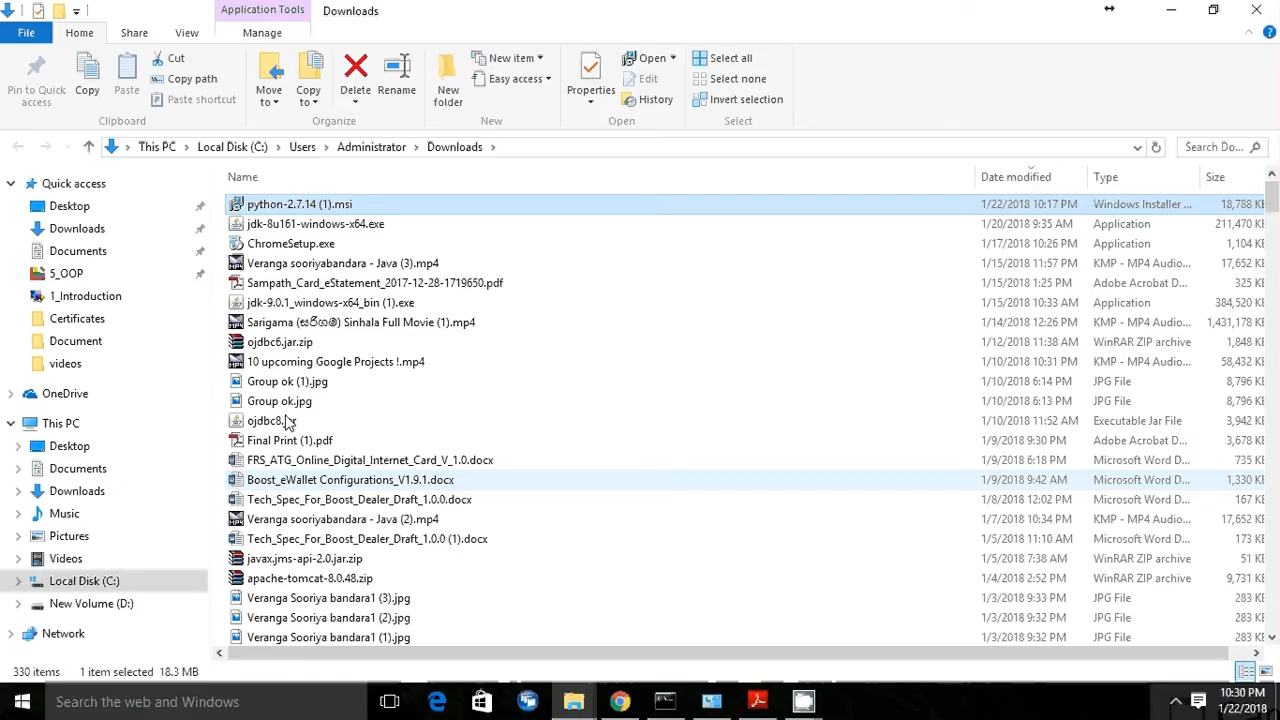 Application Tools Downloads
File Home Share View Manage
Pin to Quick access
Copy
Paste
Cut
Copy path
Paste shortcut
Clipboard
Move to
Copy to
Delete
Rename
Organize
New folder
New item
Easy access
New
Properties
Open
Edit
History
Open
Select all
Select none
Invert selection
Select
This PC Local Disk (C:) Users Administrator Downloads
Search Do...
Quick access
Desktop
Downloads
Documents
5_OOP
1_Introduction
Certificates
Document
videos
OneDrive
This PC
Desktop
Documents
Downloads
Music
Pictures
Videos
Local Disk (C:)
New Volume (D:)
Network
Name Date modified Type Size
python-2.7.14 (1).msi 1/22/2018 10:17 PM Windows Installer ... 18,788 KB
jdk-8u161-windows-x64.exe 1/20/2018 9:35 AM Application 211,470 KB
ChromeSetup.exe 1/17/2018 10:26 PM Application 1,104 KB
Veranga sooriyabandara - Java (3).mp4 1/15/2018 11:57 PM KMP - MP4 Audio... 17,652 KB
Sampath_Card_eStatement_2017-12-28-1719650.pdf 1/15/2018 1:25 PM Adobe Acrobat D... 325 KB
jdk-9.0.1_windows-x64_bin (1).exe 1/15/2018 10:33 AM Application 384,520 KB
Sarigama (සරිගම) Sinhala Full Movie (1).mp4 1/14/2018 12:26 PM KMP - MP4 Audio... 1,431,178 KB
ojdbc6.jar.zip 1/12/2018 11:38 AM WinRAR ZIP archive 1,848 KB
10 upcoming Google Projects !.mp4 1/10/2018 10:31 PM KMP - MP4 Audio... 58,432 KB
Group ok (1).jpg 1/10/2018 6:14 PM JPG File 8,796 KB
Group ok.jpg 1/10/2018 6:13 PM JPG File 8,796 KB
ojdbc8.jar 1/10/2018 11:52 AM Executable Jar File 3,942 KB
Final Print (1).pdf 1/9/2018 9:30 PM Adobe Acrobat D... 3,678 KB
FRS_ATG_Online_Digital_Internet_Card_V_1.0.docx 1/9/2018 6:18 PM Microsoft Word D... 735 KB
Boost_eWallet Configurations_V1.9.1.docx 1/9/2018 9:42 AM Microsoft Word D... 1,330 KB
Tech_Spec_For_Boost_Dealer_Draft_1.0.0.docx 1/8/2018 12:02 PM Microsoft Word D... 167 KB
Veranga sooriyabandara - Java (2).mp4 1/7/2018 10:34 PM KMP - MP4 Audio... 17,652 KB
Tech_Spec_For_Boost_Dealer_Draft_1.0.0 (1).docx 1/5/2018 11:10 AM Microsoft Word D... 173 KB
javax.jms-api-2.0.jar.zip 1/5/2018 7:38 AM WinRAR ZIP archive 51 KB
apache-tomcat-8.0.48.zip 1/4/2018 2:52 PM WinRAR ZIP archive 9,731 KB
Veranga Sooriya bandara1 (3).jpg 1/3/2018 9:33 PM JPG File 283 KB
Veranga Sooriya bandara1 (2).jpg 1/3/2018 9:32 PM JPG File 283 KB
Veranga Sooriya bandara1 (1).jpg 1/3/2018 9:32 PM JPG File 283 KB
330 items 1 item selected 18.3 MB
Search the web and Windows
10:30 PM
1/22/2018